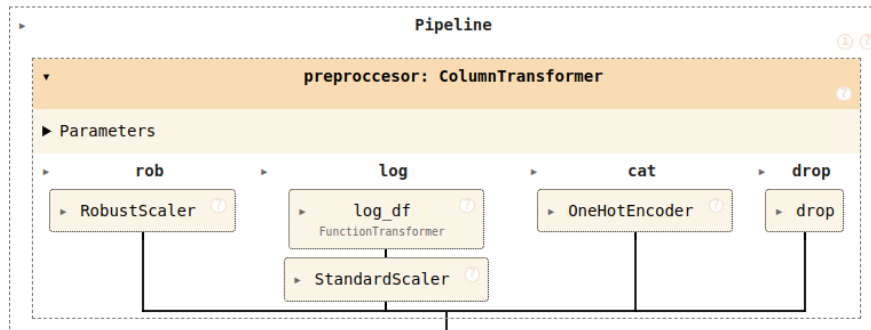 Pipeline
preproccesor: ColumnTransformer
Parameters
rob log cat drop
RobustScaler log_df OneHotEncoder drop
FunctionTransformer
StandardScaler